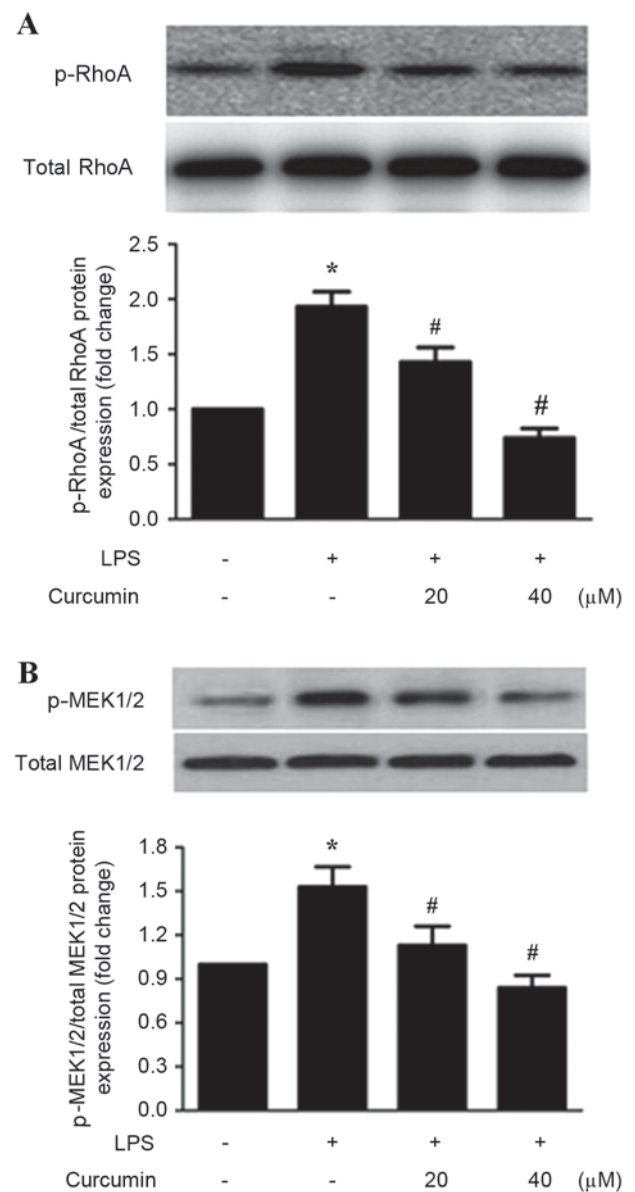 A
p-RhoA
Total RhoA
p-RhoA/total RhoA protein
expression (fold change)
2.5
2.0
1.5
1.0
0.5
0.0
*
#
#
LPS - + + +
Curcumin - - 20 40 (μM)
B
p-MEK1/2
Total MEK1/2
p-MEK1/2/total MEK1/2 protein
expression (fold change)
1.8
1.5
1.2
0.9
0.6
0.3
0.0
*
#
#
LPS - + + +
Curcumin - - 20 40 (μM)